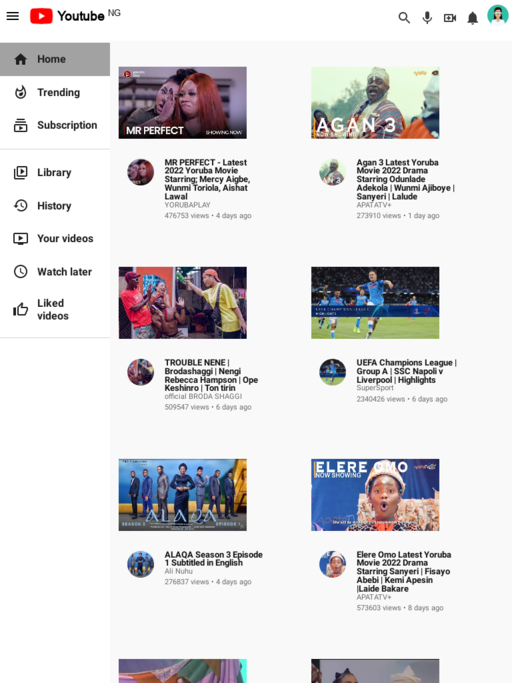 Youtube NG
Home
Trending
Subscription
Library
History
Your videos
Watch later
Liked
videos
MR PERFECT
SHOWING NOW
MR PERFECT - Latest
2022 Yoruba Movie
Starring; Mercy Aigbe,
Wunmi Toriola, Aishat
Lawal
YORUBAPLAY
476753 views • 4 days ago
AGAN 3
Agan 3 Latest Yoruba
Movie 2022 Drama
Starring Odunlade
Adekola | Wunmi Ajiboye |
Sanyeri | Lalude
APATATV+
273910 views • 1 day ago
TROUBLE NENE |
Brodashaggi | Nengi
Rebecca Hampson | Ope
Keshinro | Ton tirin
official BRODA SHAGGI
509547 views • 6 days ago
UEFA CHAMPIONS LEAGUE
HIGHLIGHTS
UEFA Champions League |
Group A | SSC Napoli v
Liverpool | Highlights
SuperSport
2340426 views • 6 days ago
SEASON 3
ALAQA
EPISODE 1
ALAQA Season 3 Episode
1 Subtitled in English
Ali Nuhu
276837 views • 4 days ago
ELERE OMO
NOW SHOWING
Elere Omo Latest Yoruba
Movie 2022 Drama
Starring Sanyeri | Fisayo
Abebi | Kemi Apesin
|Laide Bakare
APATATV+
573603 views • 8 days ago